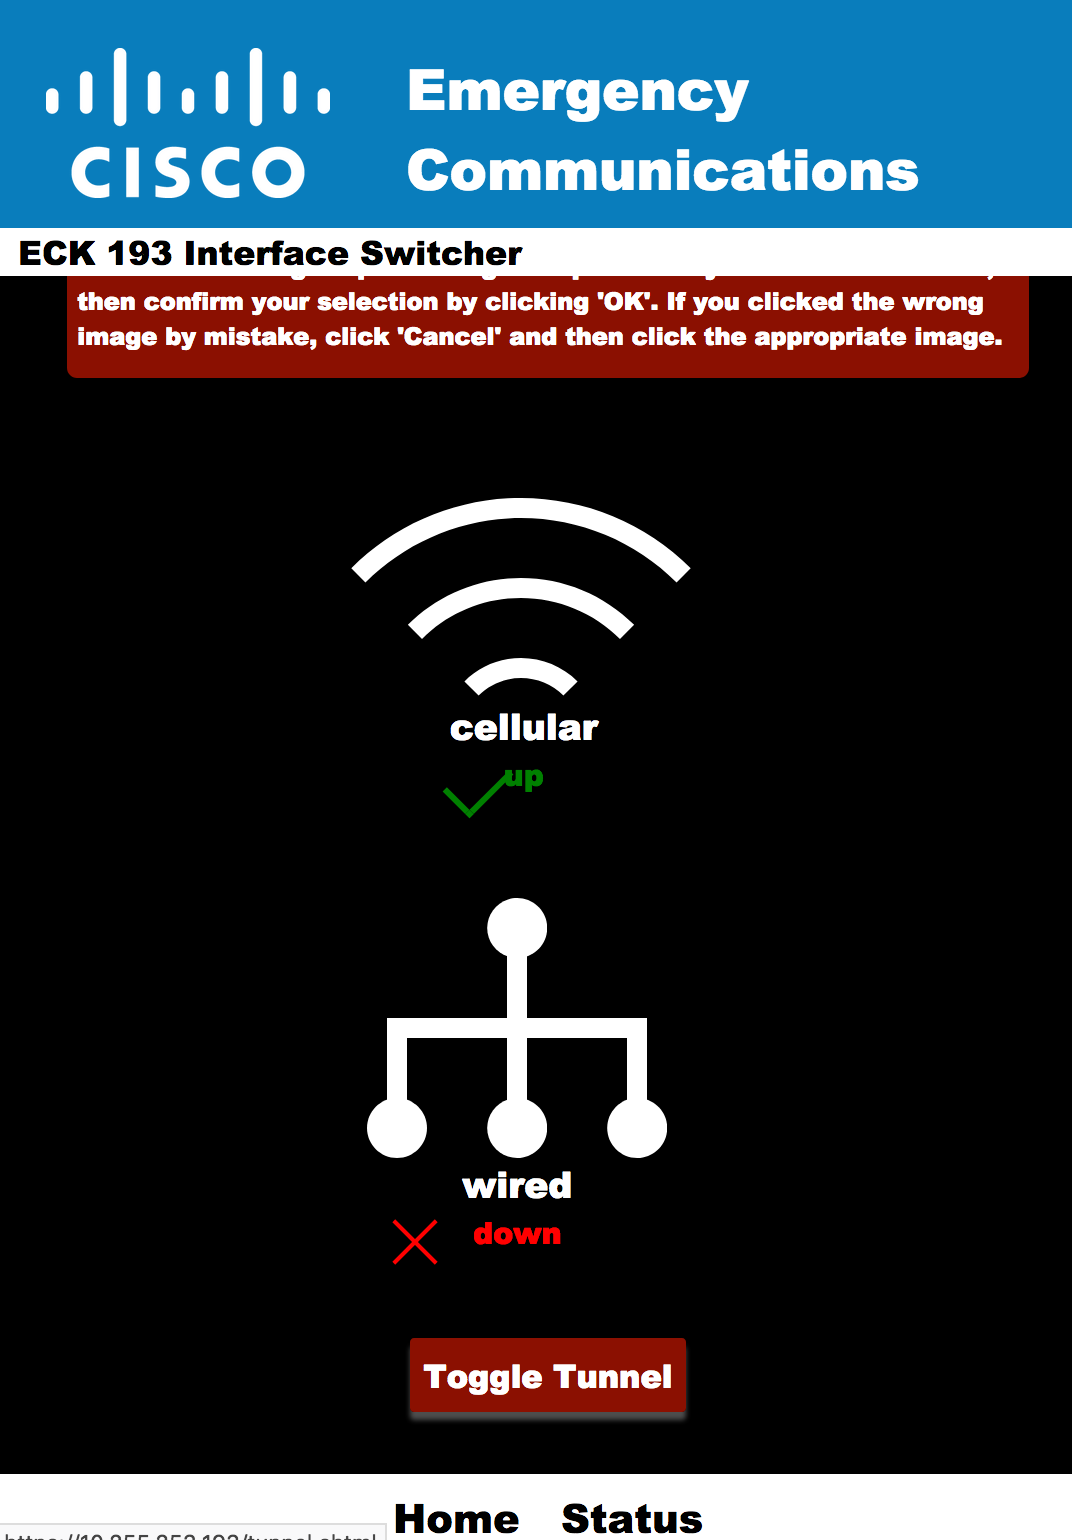 CISCO
Emergency
Communications
ECK 193 Interface Switcher
then confirm your selection by clicking 'OK'. If you clicked the wrong
image by mistake, click 'Cancel' and then click the appropriate image.
cellular
up
wired
down
Toggle Tunnel
Home Status